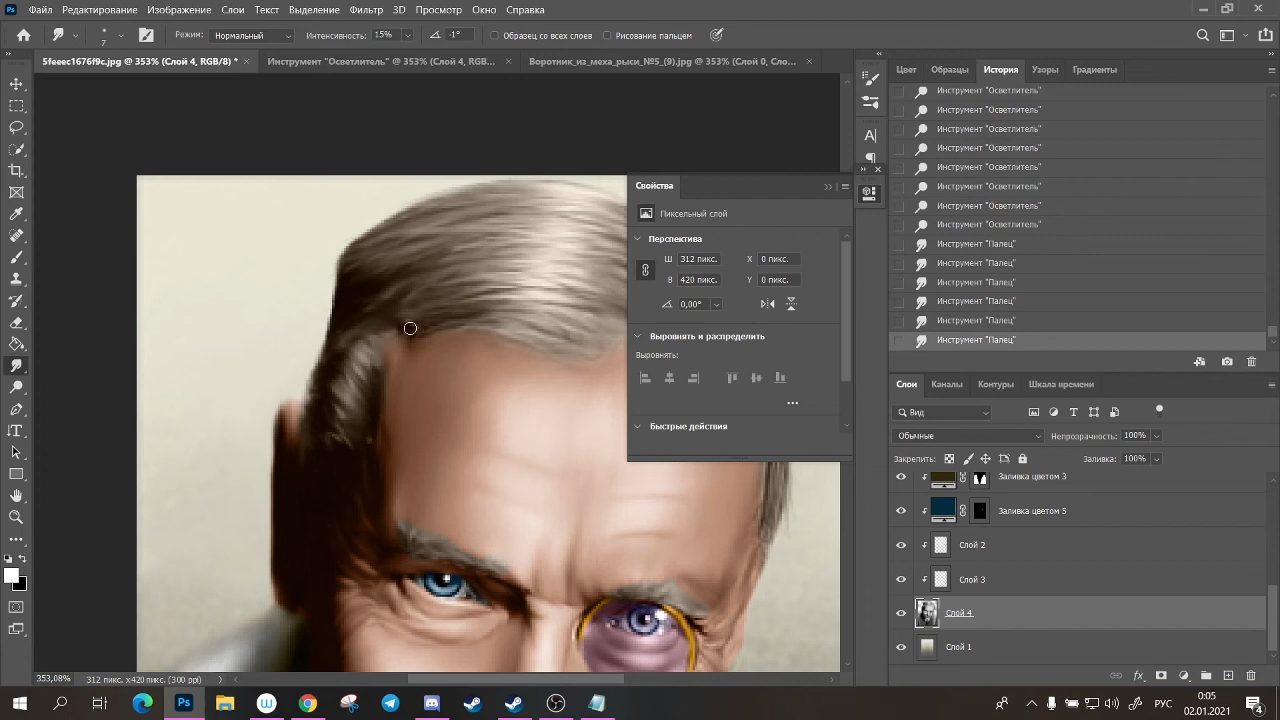 Файл Редактирование Изображение Слои Текст Выделение Фильтр 3D Просмотр Окно Справка
7 Режим: Нормальный Интенсивность: 15% -1° Образец со всех слоев Рисование пальцем
5feeec1676f9c.jpg @ 353% (Слой 4, RGB/8) * Инструмент "Осветлитель" @ 353% (Слой 4, RGB... Воротник_из_меха_рыси_№5_(9).jpg @ 353% (Слой 0, Сло...
Цвет Образцы История Узоры Градиенты
Инструмент "Осветлитель"
Инструмент "Осветлитель"
Инструмент "Осветлитель"
Инструмент "Осветлитель"
Инструмент "Осветлитель"
Инструмент "Осветлитель"
Инструмент "Осветлитель"
Инструмент "Осветлитель"
Инструмент "Палец"
Инструмент "Палец"
Инструмент "Палец"
Инструмент "Палец"
Инструмент "Палец"
Инструмент "Палец"
Свойства
Пиксельный слой
Перспектива
Ш 312 пикс. X 0 пикс.
В 420 пикс. Y 0 пикс.
0,00°
Выровнять и распределить
Выровнять:
Быстрые действия
Слои Каналы Контуры Шкала времени
Вид
Обычные Непрозрачность: 100%
Закрепить: Заливка: 100%
Заливка цветом 3
Заливка цветом 5
Слой 2
Слой 3
Слой 4
Слой 1
353,08% 312 пикс. x420 пикс. (300 ppi)
РУС 0:05
02.01.2021